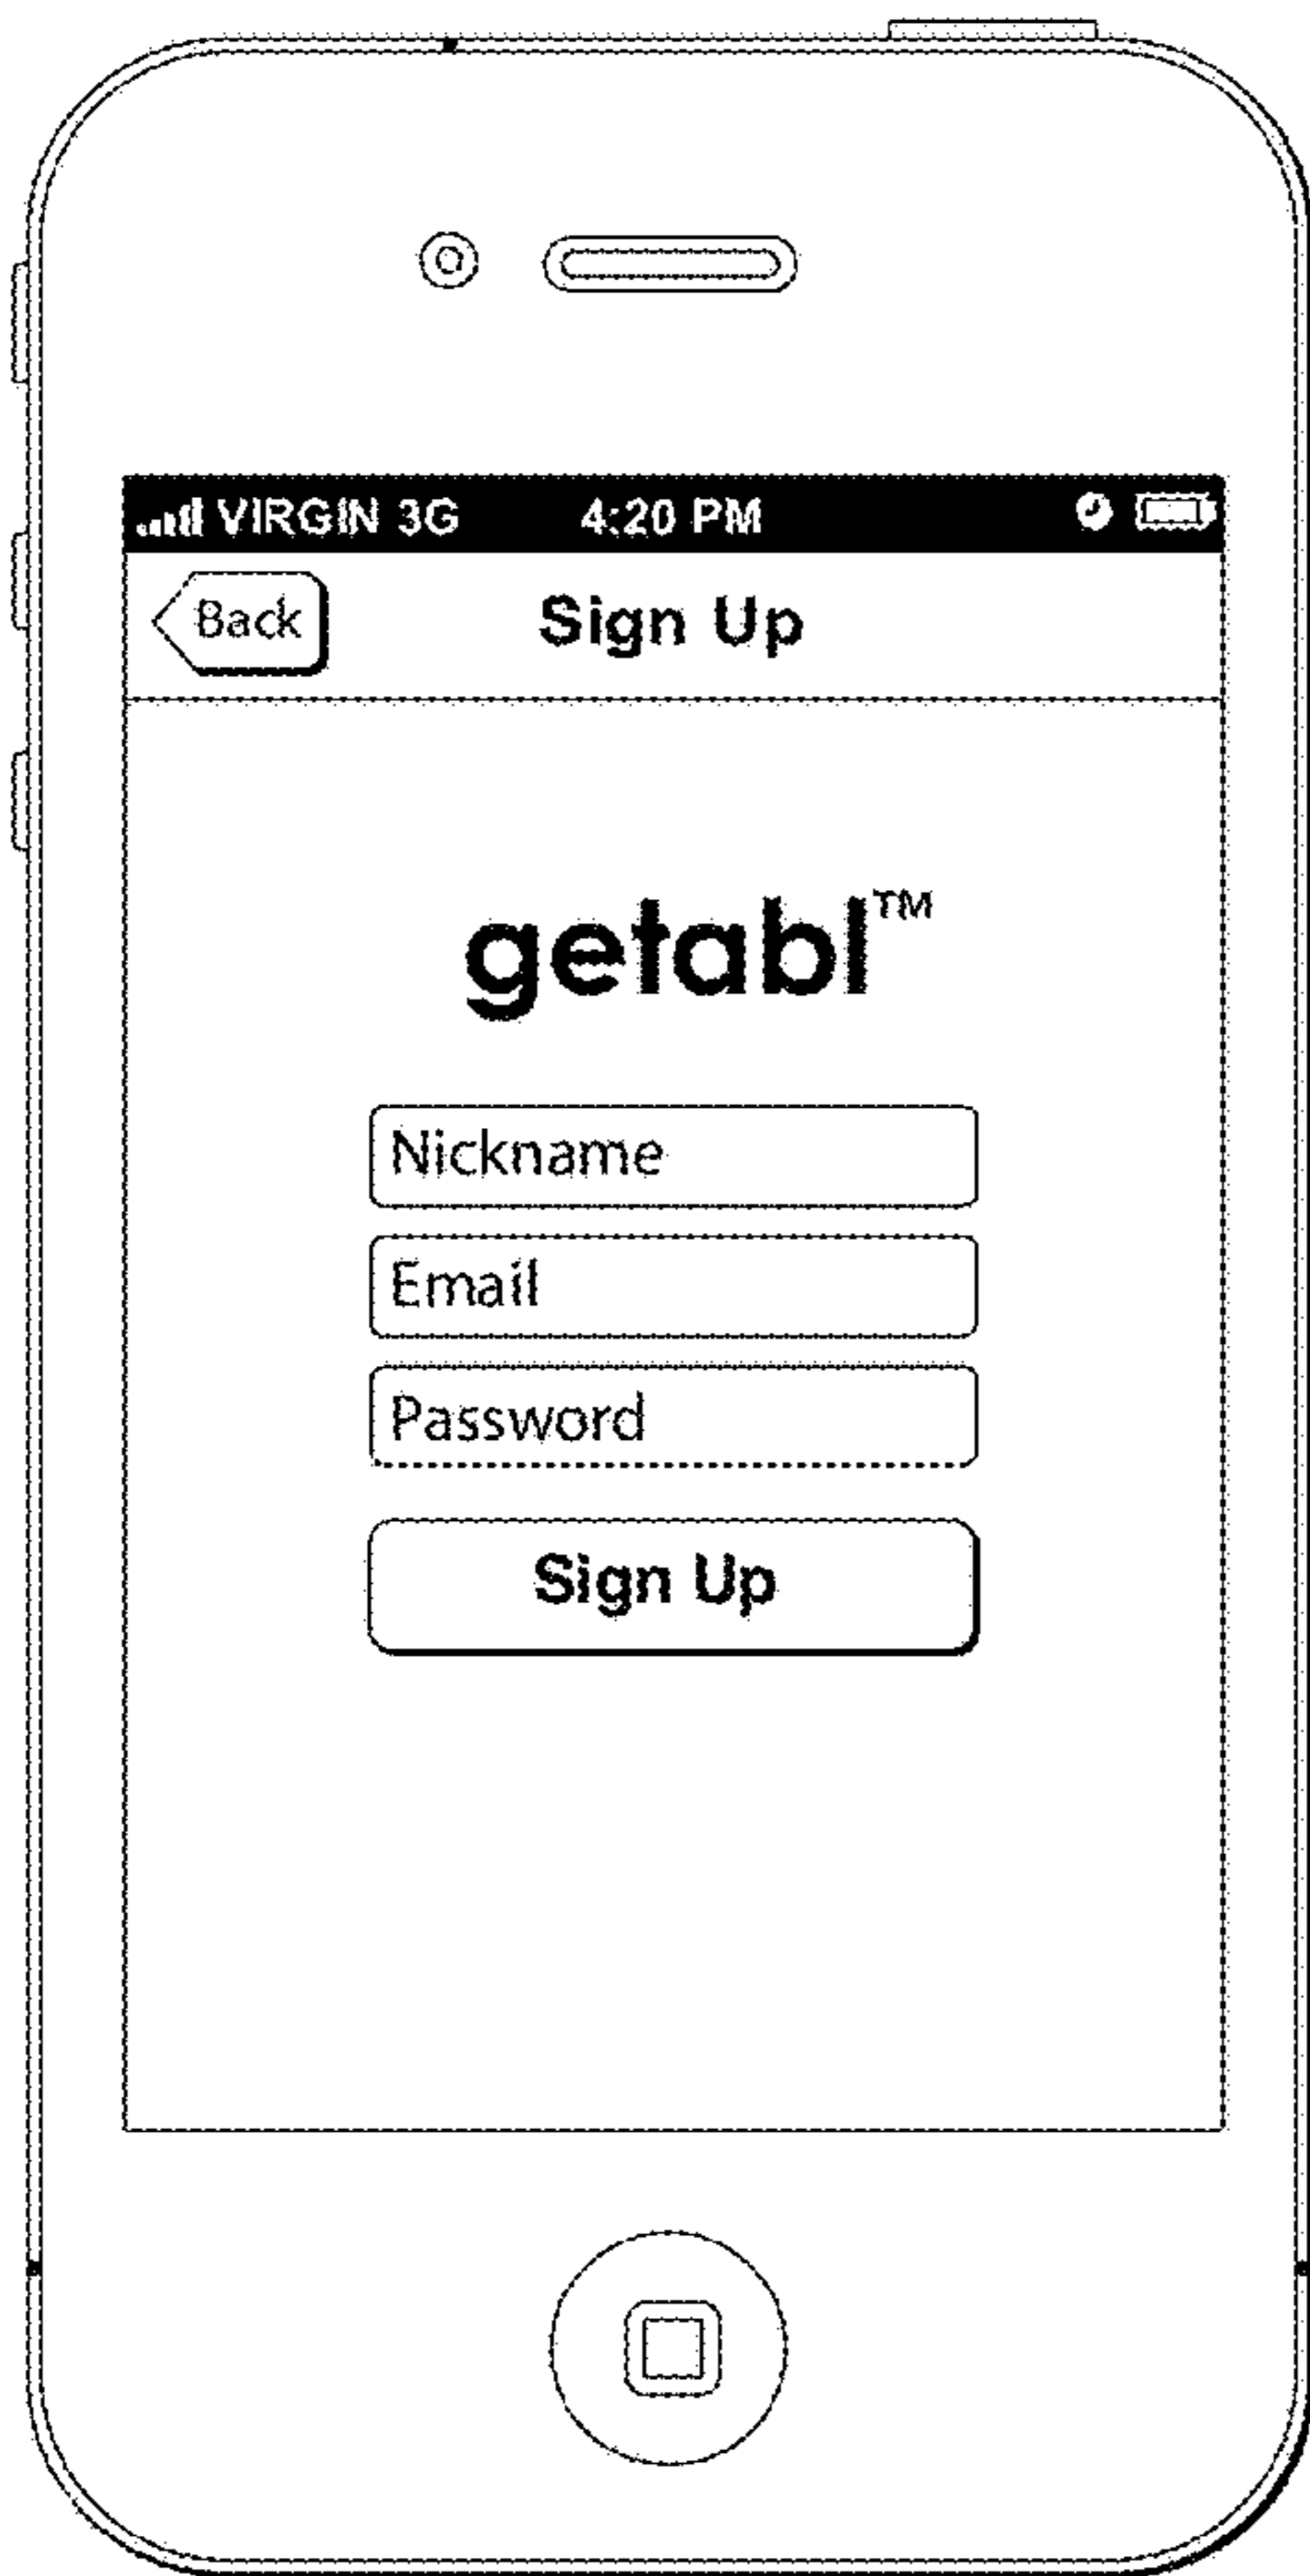 VIRGIN 3G 4:20 PM
Back Sign Up
getabl™
Nickname
Email
Password
Sign Up